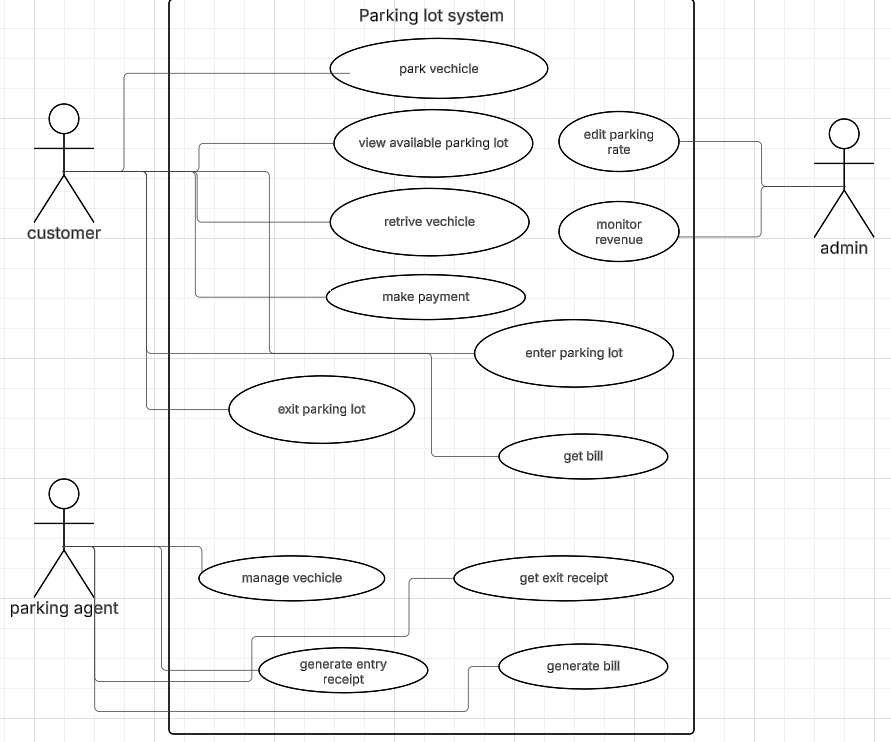 Parking lot system
park vechicle
view available parking lot
edit parking
rate
retrive vechicle
monitor
revenue
customer
admin
make payment
enter parking lot
exit parking lot
get bill
manage vechicle
get exit receipt
parking agent
generate entry
receipt
generate bill